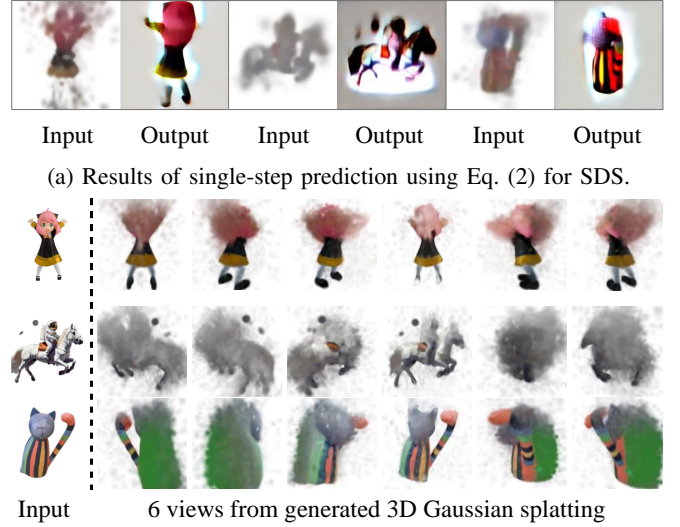 Input Output Input Output Input Output
(a) Results of single-step prediction using Eq. (2) for SDS.
Input 6 views from generated 3D Gaussian splatting